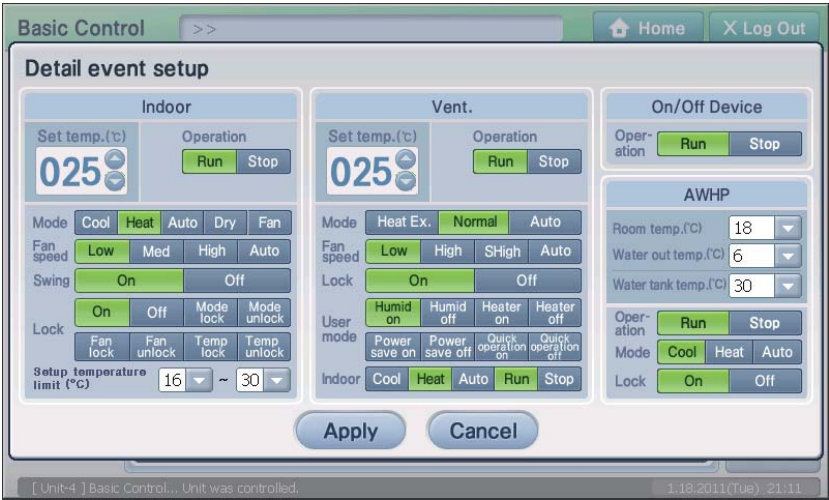 Basic Control >> Home X Log Out
Detail event setup
Indoor
Set temp.(℃) Operation
025 Run Stop
Mode Cool Heat Auto Dry Fan
Fan speed Low Med High Auto
Swing On Off
Lock On Off Mode lock Mode unlock
Fan lock Fan unlock Temp lock Temp unlock
Setup temperature limit (°C) 16 ~ 30
Vent.
Set temp.(℃) Operation
025 Run Stop
Mode Heat Ex. Normal Auto
Fan speed Low High SHigh Auto
Lock On Off
User mode Humid on Humid off Heater on Heater off
Power save on Power save off Quick operation on Quick operation off
Indoor Cool Heat Auto Run Stop
On/Off Device
Oper-ation Run Stop
AWHP
Room temp.(℃) 18
Water out temp.(℃) 6
Water tank temp.(℃) 30
Oper-ation Run Stop
Mode Cool Heat Auto
Lock On Off
Apply Cancel
[ Unit-4 ] Basic Control... Unit was controlled. 1.18.2011(Tue) 21:11